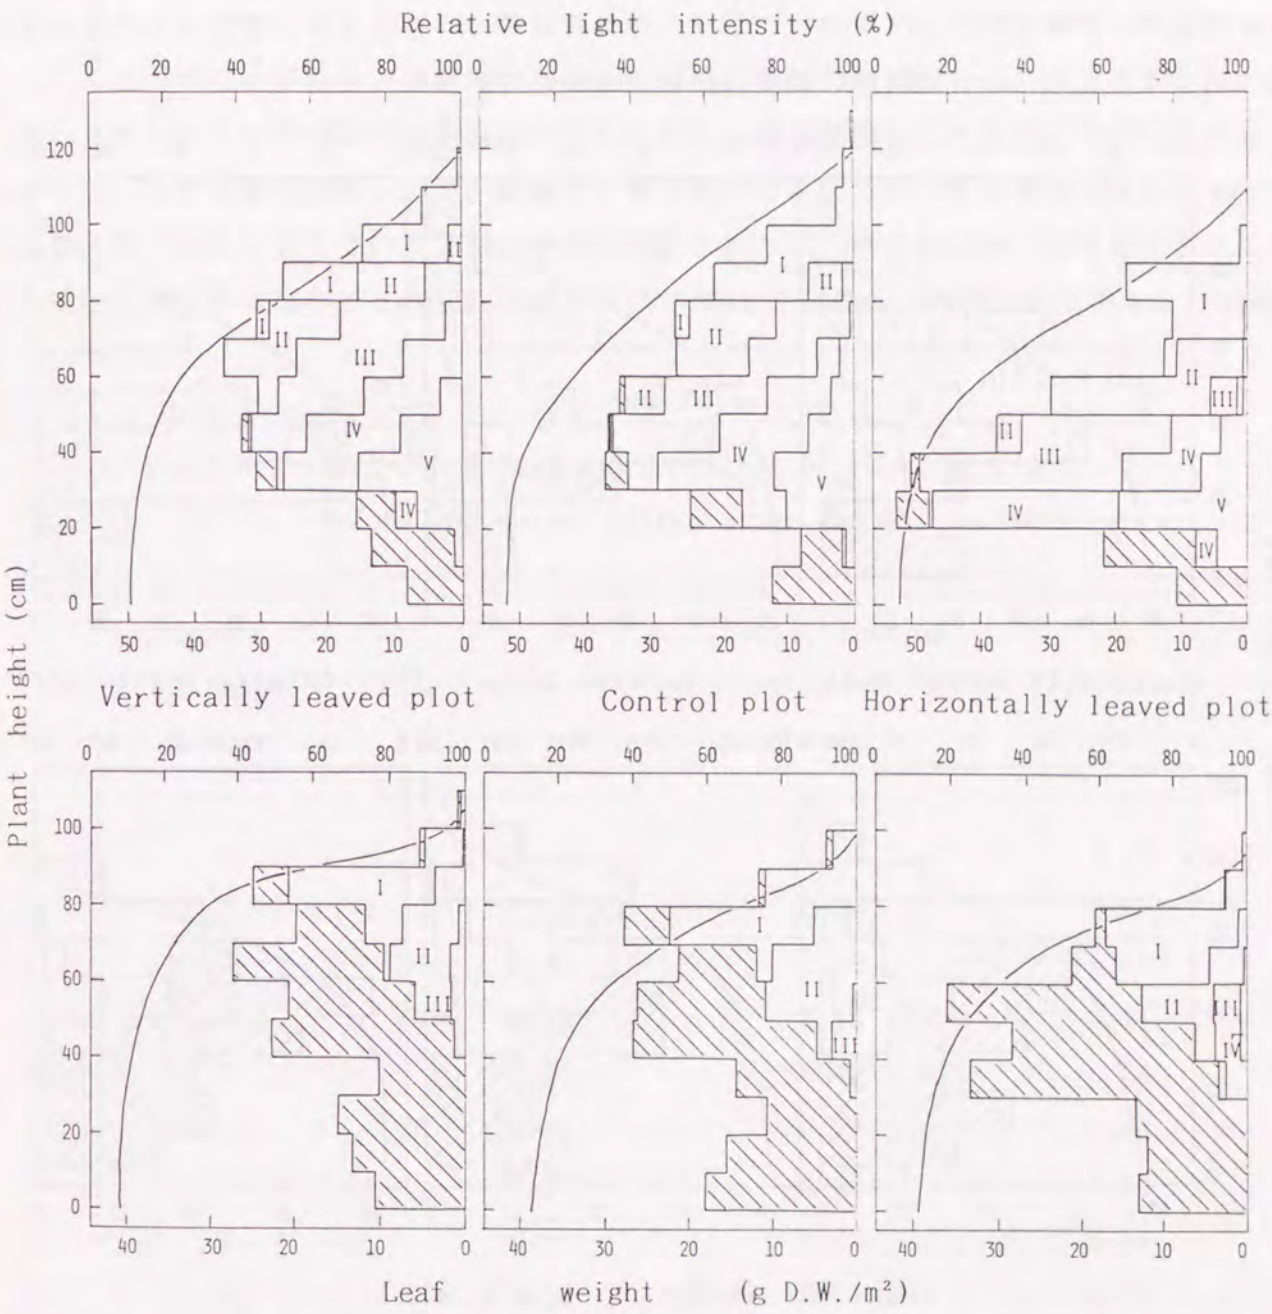 Relative light intensity (%)
0 20 40 60 80 100 0 20 40 60 80 100 0 20 40 60 80 100
120
100
80
60
40
20
0
I II
I II
I II III
IV
V
IV
I
II
I II
II III
IV
V
I
II III
II III IV
IV V
IV
50 40 30 20 10 0 50 40 30 20 10 0 50 40 30 20 10 0
Vertically leaved plot Control plot Horizontally leaved plot
0 20 40 60 80 100 0 20 40 60 80 100 0 20 40 60 80 100
Plant height (cm)
100
80
60
40
20
0
I
II
III
I
II
III
I
II III
IV
40 30 20 10 0 40 30 20 10 0 40 30 20 10 0
Leaf weight (g D.W./m²)